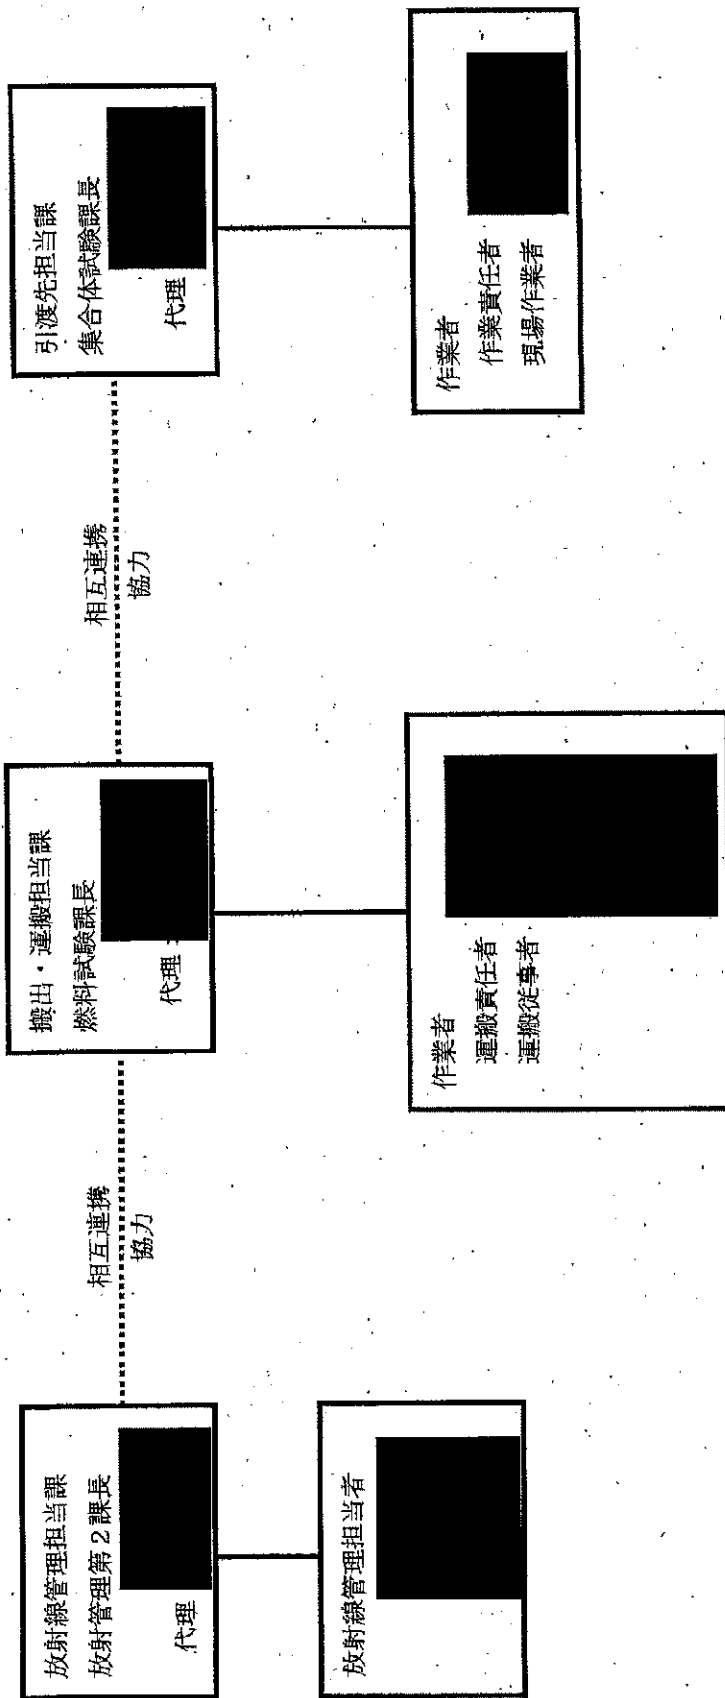 放射線管理担当課
放射管理第2課長
代理
放射線管理担当者
相互連携
協力
搬出・運搬担当課
燃料試験課長
代理:
作業者
運搬責任者
運搬従事者
相互連携
協力
引渡先担当課
集合体試験課長
代理
作業者
作業責任者
現場作業者